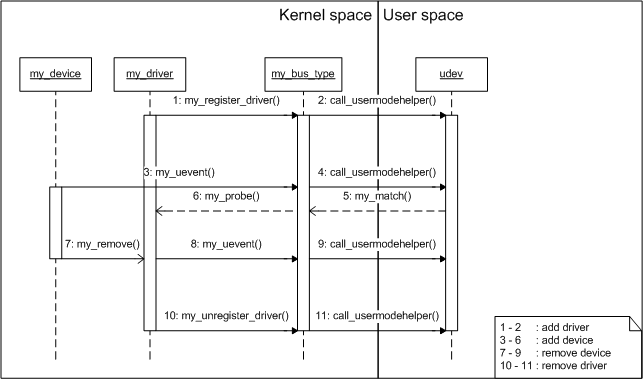 Kernel space User space
my_device my_driver my_bus_type udev
1: my_register_driver() 2: call_usermodehelper()
3: my_uevent() 4: call_usermodehelper()
6: my_probe() 5: my_match()
7: my_remove() 8: my_uevent() 9: call_usermodehelper()
10: my_unregister_driver() 11: call_usermodehelper()
1 - 2 : add driver
3 - 6 : add device
7 - 9 : remove device
10 - 11 : remove driver